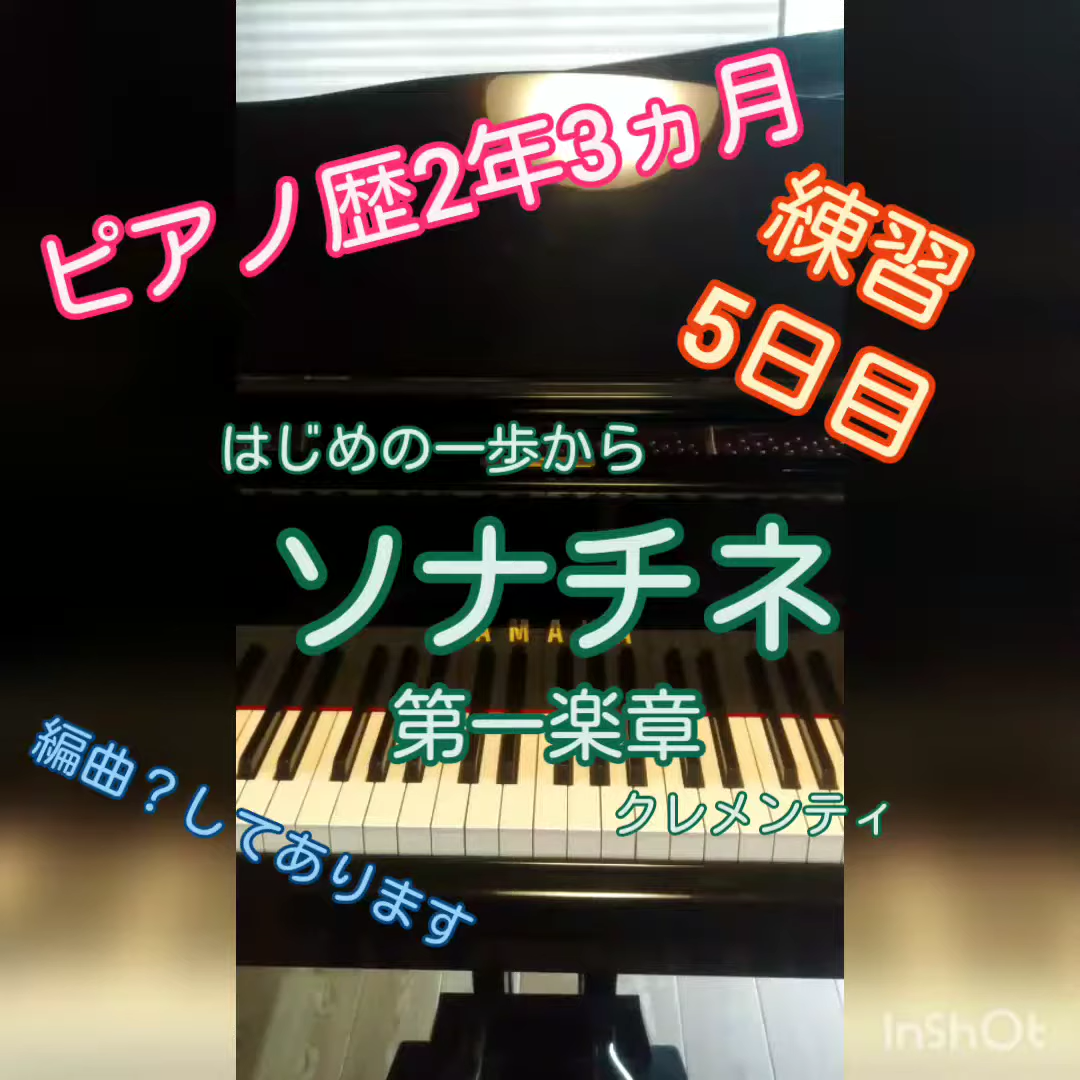 ピアノ歴2年3ヵ月
練習
5日目
はじめの一歩から
ソナチネ
YAMAHA
第一楽章
クレメンティ
編曲？してあります
InShOt